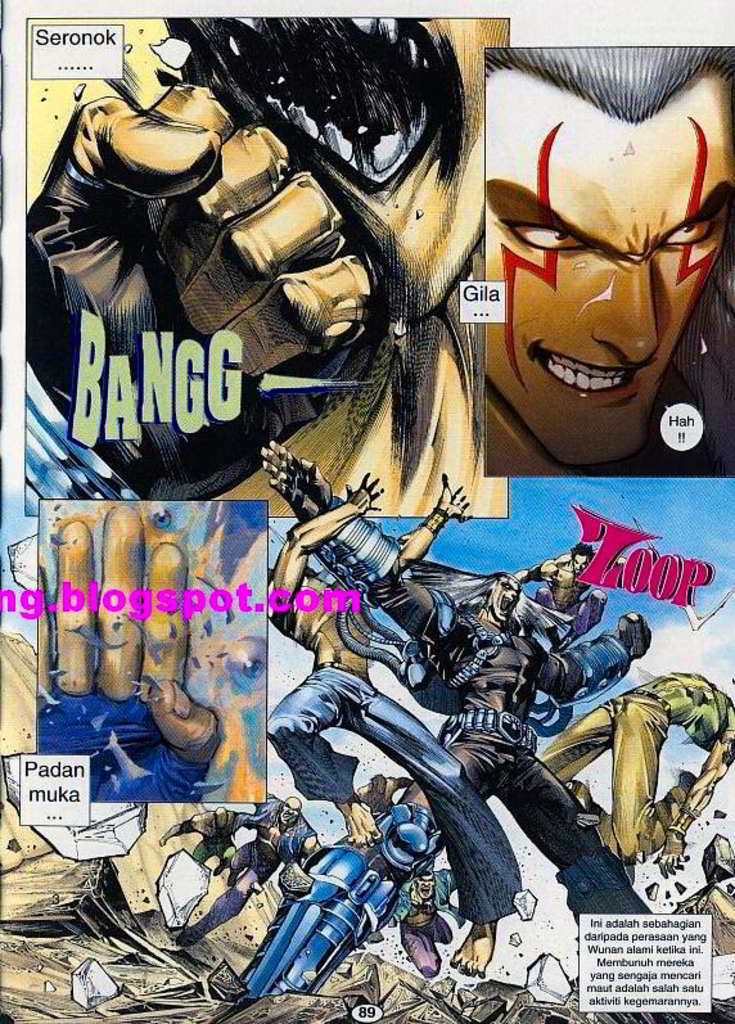 Seronok
......
Gila
...
BANGG
Hah
!!
ZOOP
ng.blogspot.com
Padan
muka
...
Ini adalah sebahagian
daripada perasaan yang
Wunan alami ketika ini.
Membunuh mereka
yang sengaja mencari
maut adalah salah satu
aktiviti kegemarannya.
89